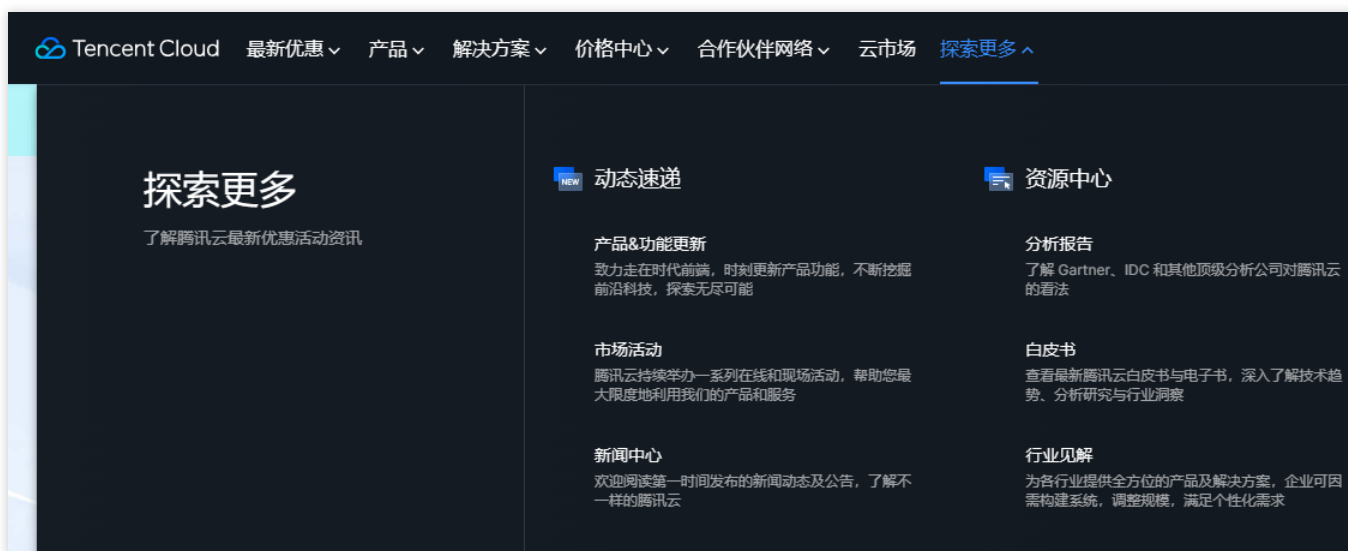 Tencent Cloud 最新优惠 产品 解决方案 价格中心 合作伙伴网络 云市场 探索更多
探索更多
了解腾讯云最新优惠活动资讯
NEW 动态速递
产品&功能更新
致力走在时代前端，时刻更新产品功能，不断挖掘
前沿科技，探索无尽可能
市场活动
腾讯云持续举办一系列在线和现场活动，帮助您最
大限度地利用我们的产品和服务
新闻中心
欢迎阅读第一时间发布的新闻动态及公告，了解不
一样的腾讯云
资源中心
分析报告
了解 Gartner、IDC 和其他顶级分析公司对腾讯云
的看法
白皮书
查看最新腾讯云白皮书与电子书，深入了解技术趋
势、分析研究与行业洞察
行业见解
为各行业提供全方位的产品及解决方案，企业可因
需构建系统，调整规模，满足个性化需求